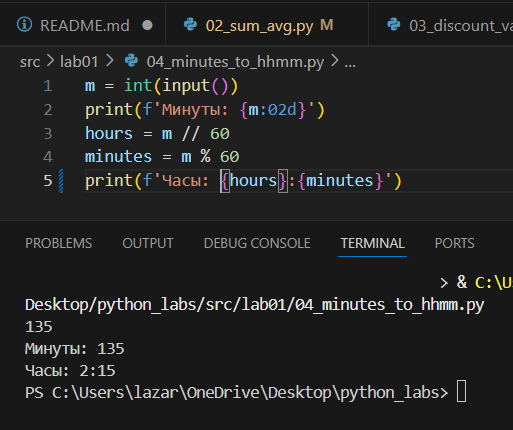 README.md 02_sum_avg.py M 03_discount_va
src > lab01 > 04_minutes_to_hhmm.py > ...
1 m = int(input())
2 print(f'Минуты: {m:02d}')
3 hours = m // 60
4 minutes = m % 60
5 print(f'Часы: {hours}:{minutes}')
PROBLEMS OUTPUT DEBUG CONSOLE TERMINAL PORTS
> & C:\U
Desktop/python_labs/src/lab01/04_minutes_to_hhmm.py
135
Минуты: 135
Часы: 2:15
PS C:\Users\lazar\OneDrive\Desktop\python_labs>